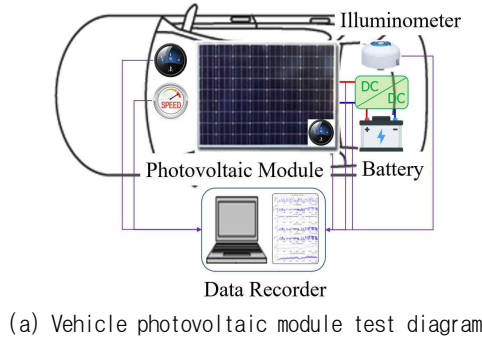 Illuminometer
SPEED
DC
DC
Photovoltaic Module
Battery
Data Recorder
(a) Vehicle photovoltaic module test diagram